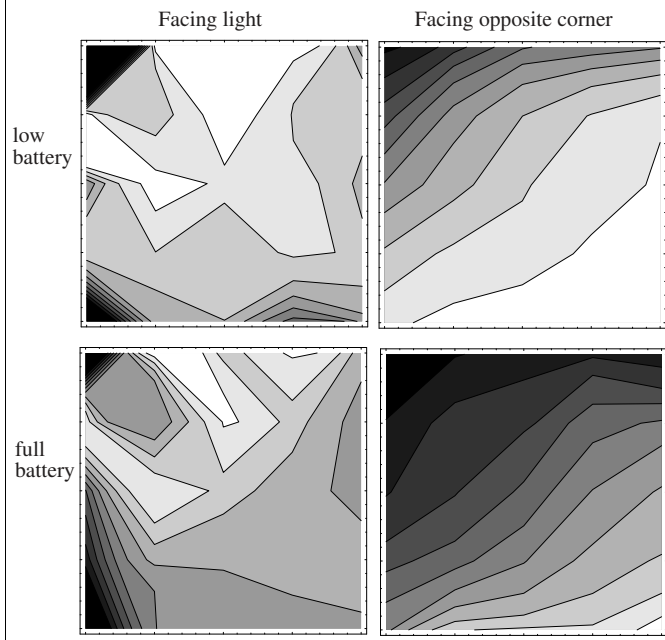 Facing light
Facing opposite corner
low
battery
full
battery